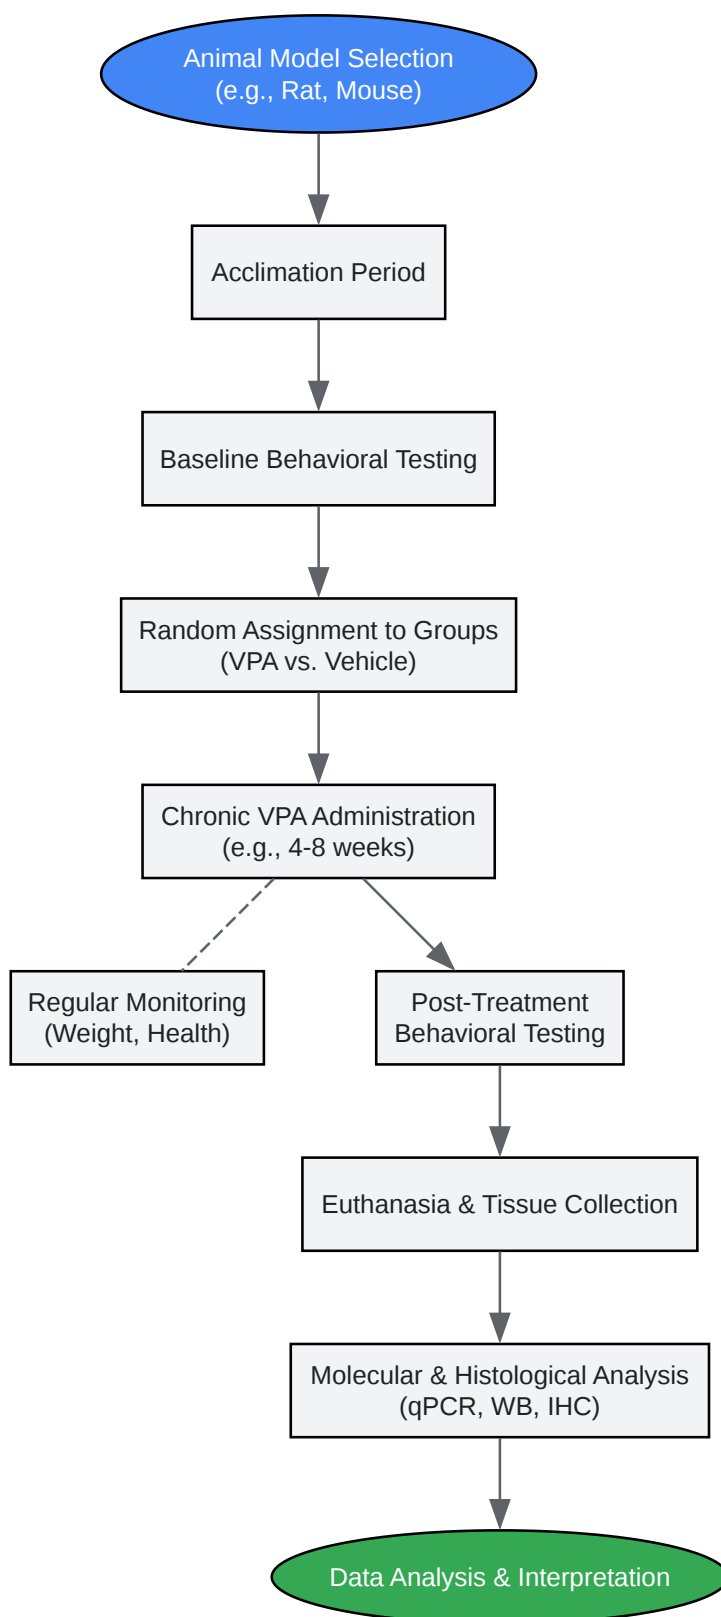 Animal Model Selection
(e.g., Rat, Mouse)
Acclimation Period
Baseline Behavioral Testing
Random Assignment to Groups
(VPA vs. Vehicle)
Chronic VPA Administration
(e.g., 4-8 weeks)
Regular Monitoring
(Weight, Health)
Post-Treatment
Behavioral Testing
Euthanasia & Tissue Collection
Molecular & Histological Analysis
(qPCR, WB, IHC)
Data Analysis & Interpretation